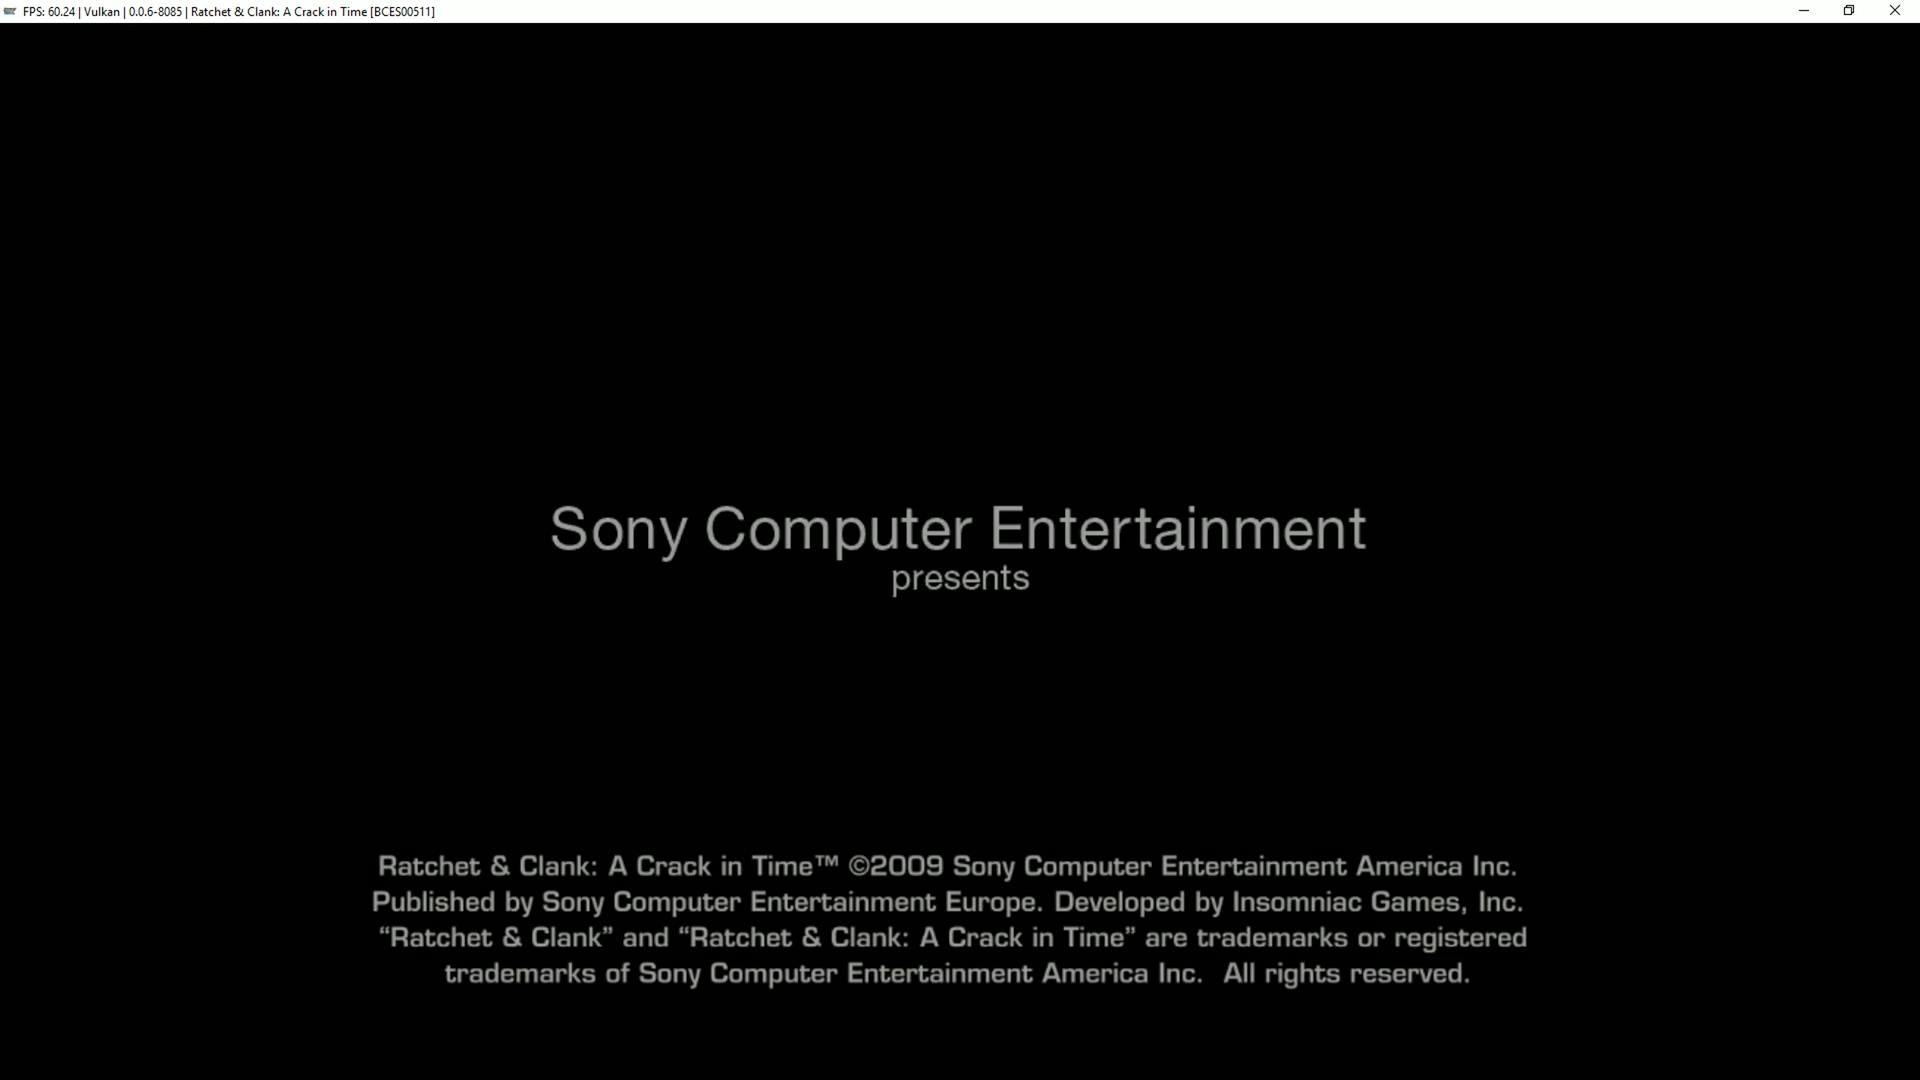 FPS: 60.24 | Vulkan | 0.0.6-8085 | Ratchet & Clank: A Crack in Time [BCES00511]
Sony Computer Entertainment
presents
Ratchet & Clank: A Crack in Time™ ©2009 Sony Computer Entertainment America Inc.
Published by Sony Computer Entertainment Europe. Developed by Insomniac Games, Inc.
“Ratchet & Clank” and “Ratchet & Clank: A Crack in Time” are trademarks or registered
trademarks of Sony Computer Entertainment America Inc.  All rights reserved.